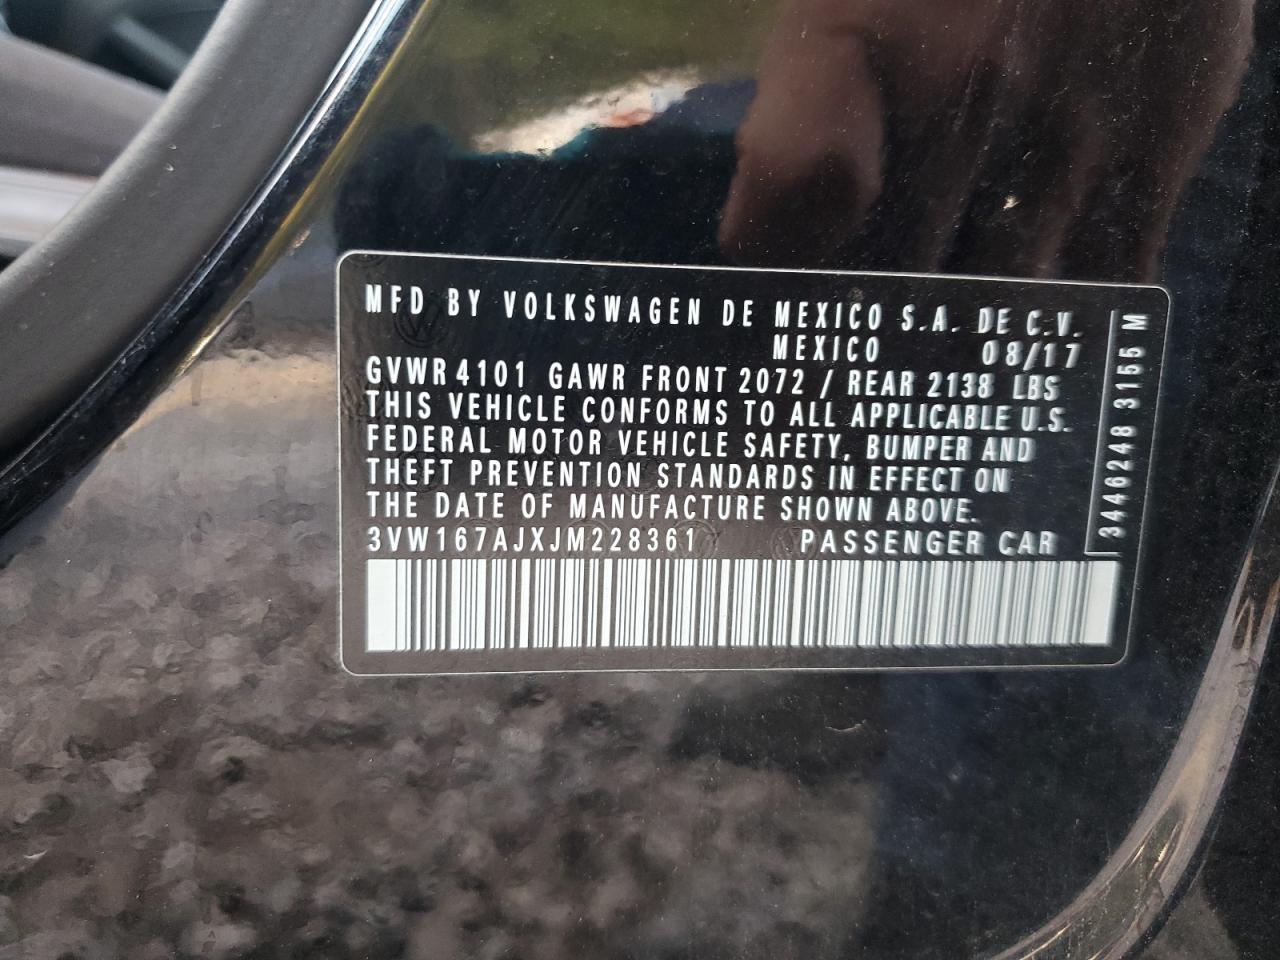 MFD BY VOLKSWAGEN DE MEXICO S.A. DE C.V.
MEXICO 08/17
GVWR 4101 GAWR FRONT 2072 / REAR 2138 LBS
THIS VEHICLE CONFORMS TO ALL APPLICABLE U.S.
FEDERAL MOTOR VEHICLE SAFETY, BUMPER AND
THEFT PREVENTION STANDARDS IN EFFECT ON
THE DATE OF MANUFACTURE SHOWN ABOVE.
3VW167AJXJM228361 PASSENGER CAR
3446248 3155 M